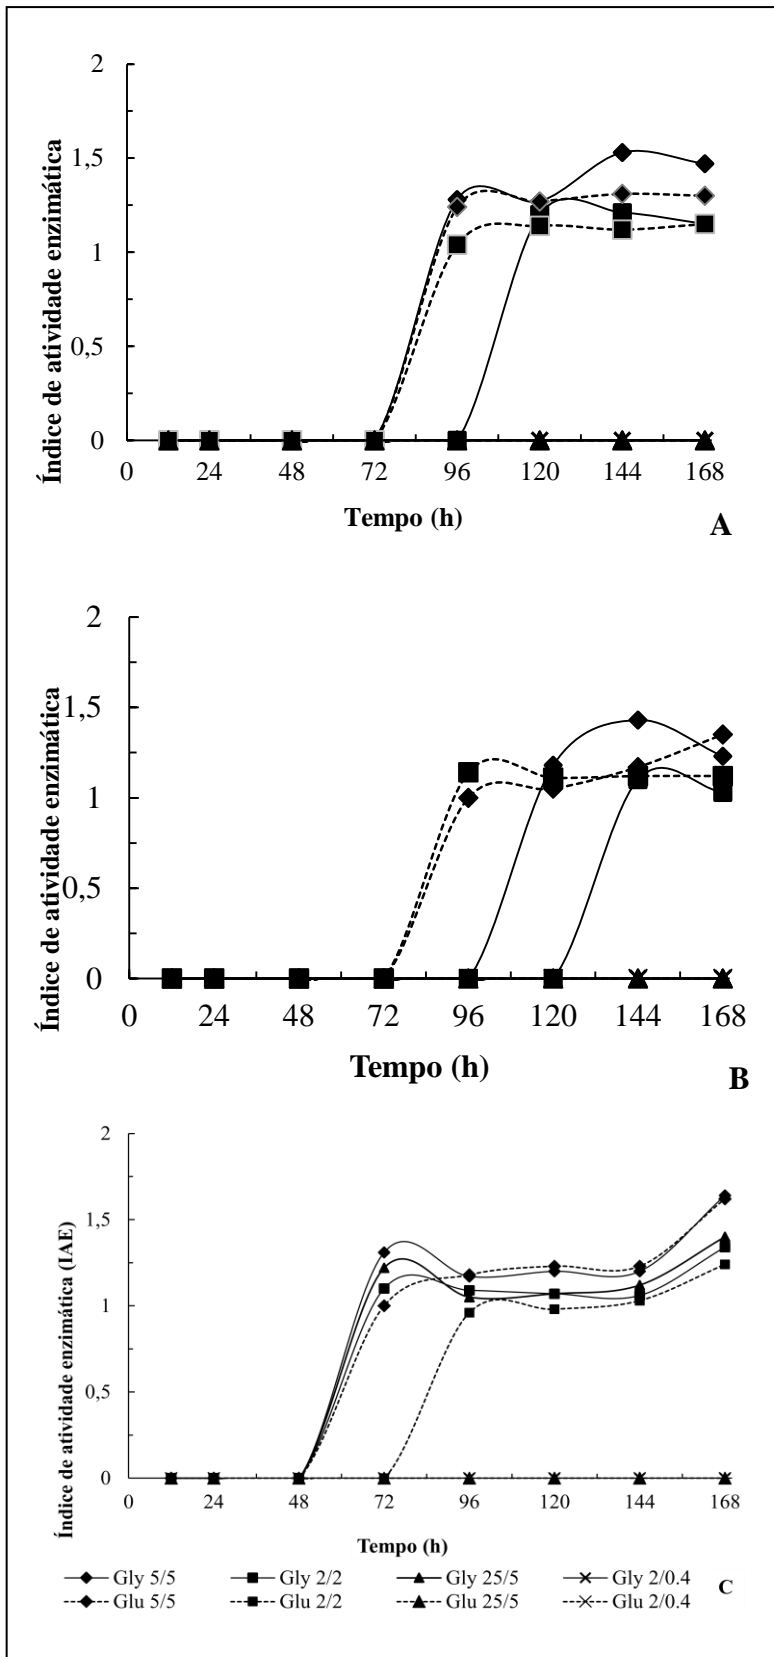 2
1,5
1
0,5
0
0 24 48 72 96 120 144 168
Índice de atividade enzimática
Tempo (h)
A
2
1,5
1
0,5
0
0 24 48 72 96 120 144 168
Índice de atividade enzimática
Tempo (h)
B
2
1,5
1
0,5
0
0 24 48 72 96 120 144 168
Índice de atividade enzimática (IAE)
Tempo (h)
Gly 5/5 Gly 2/2 Gly 25/5 Gly 2/0.4
Glu 5/5 Glu 2/2 Glu 25/5 Glu 2/0.4
C